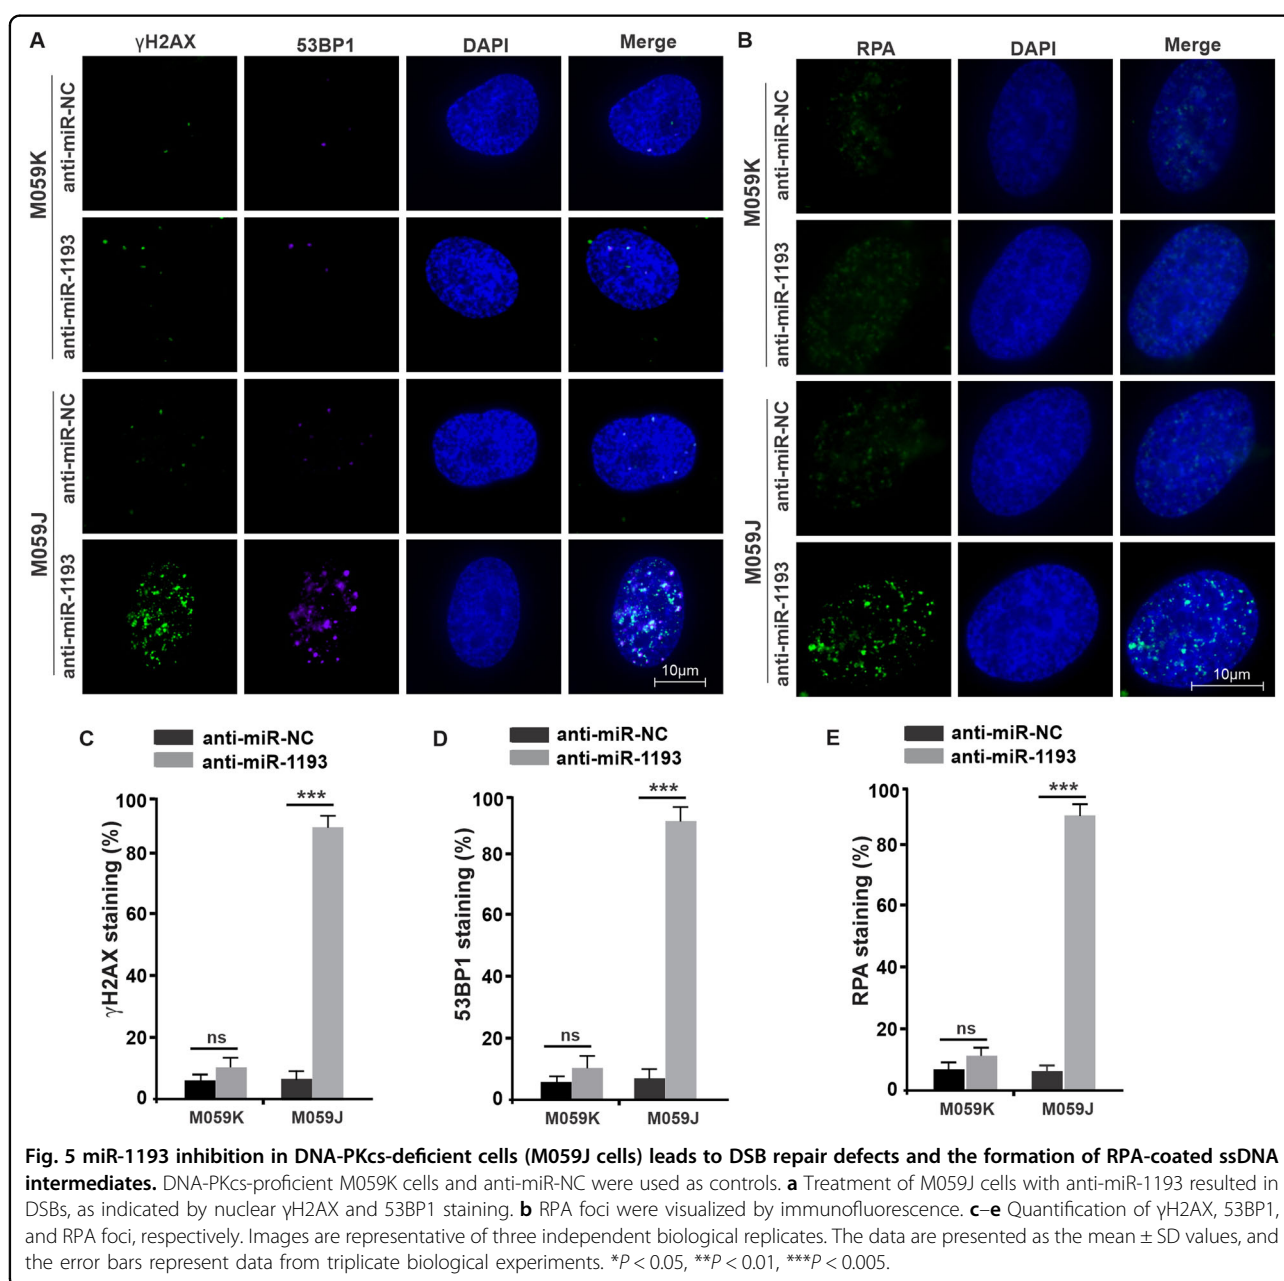 A
γH2AX
53BP1
DAPI
Merge
M059K
anti-miR-NC
anti-miR-1193
M059J
anti-miR-NC
anti-miR-1193
10μm
B
RPA
DAPI
Merge
M059K
anti-miR-NC
anti-miR-1193
M059J
anti-miR-NC
anti-miR-1193
10μm
C
anti-miR-NC
anti-miR-1193
γH2AX staining (%)
100
80
60
40
20
0
ns
***
M059K
M059J
D
anti-miR-NC
anti-miR-1193
53BP1 staining (%)
100
80
60
40
20
0
ns
***
M059K
M059J
E
anti-miR-NC
anti-miR-1193
RPA staining (%)
100
80
60
40
20
0
ns
***
M059K
M059J
Fig. 5 miR-1193 inhibition in DNA-PKcs-deficient cells (M059J cells) leads to DSB repair defects and the formation of RPA-coated ssDNA
intermediates. DNA-PKcs-proficient M059K cells and anti-miR-NC were used as controls. a Treatment of M059J cells with anti-miR-1193 resulted in
DSBs, as indicated by nuclear γH2AX and 53BP1 staining. b RPA foci were visualized by immunofluorescence. c–e Quantification of γH2AX, 53BP1,
and RPA foci, respectively. Images are representative of three independent biological replicates. The data are presented as the mean ± SD values, and
the error bars represent data from triplicate biological experiments. *P < 0.05, **P < 0.01, ***P < 0.005.